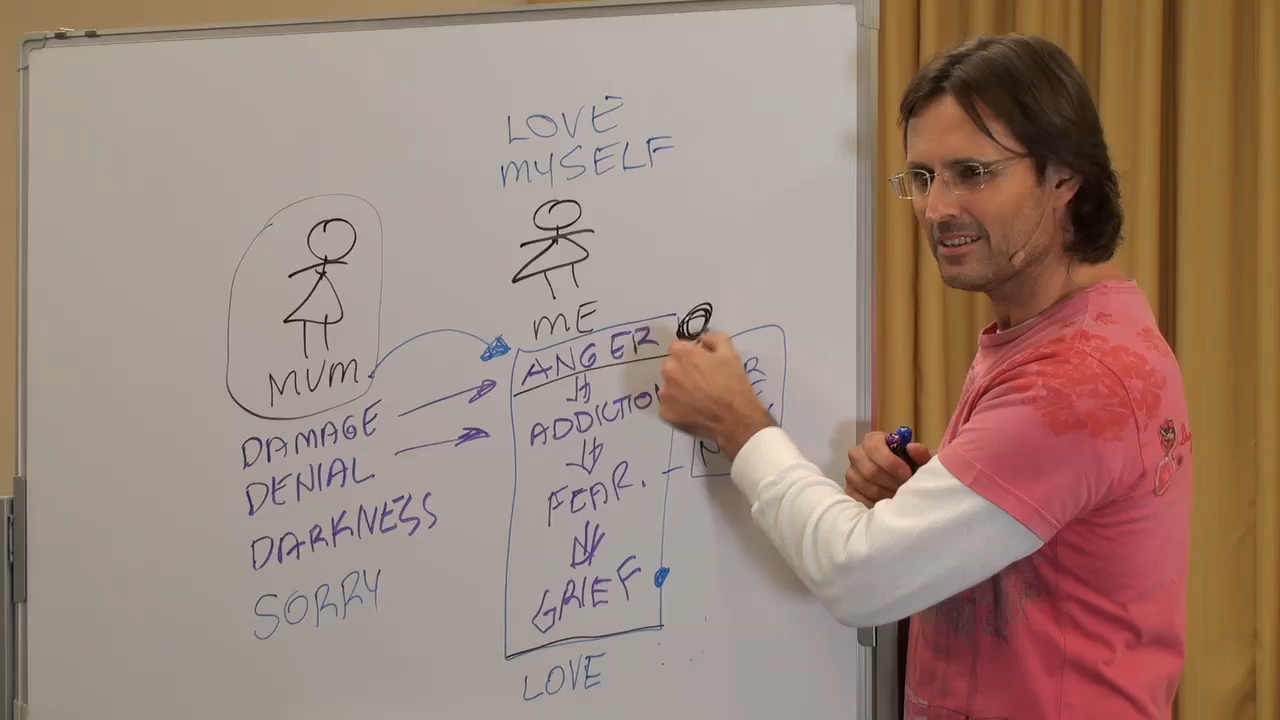 LOVE
MYSELF
ME
MUM
ANGER
ADDICTION
DAMAGE
DENIAL
FEAR.
DARKNESS
GRIEF
SORRY
LOVE